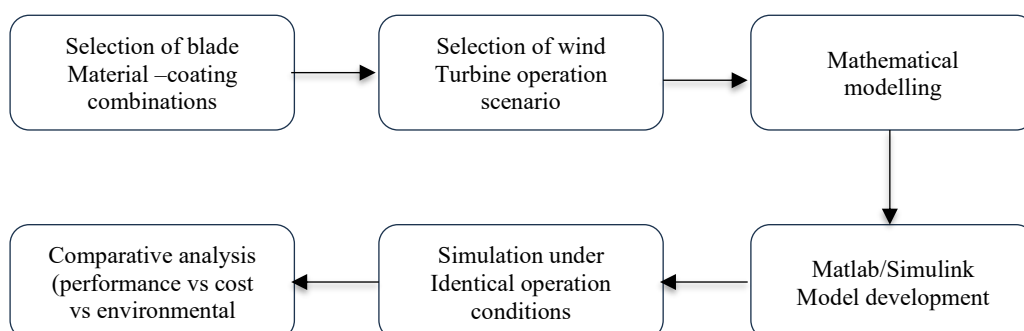 Selection of blade
Material –coating
combinations
Selection of wind
Turbine operation
scenario
Mathematical
modelling
Matlab/Simulink
Model development
Simulation under
Identical operation
conditions
Comparative analysis
(performance vs cost
vs environmental